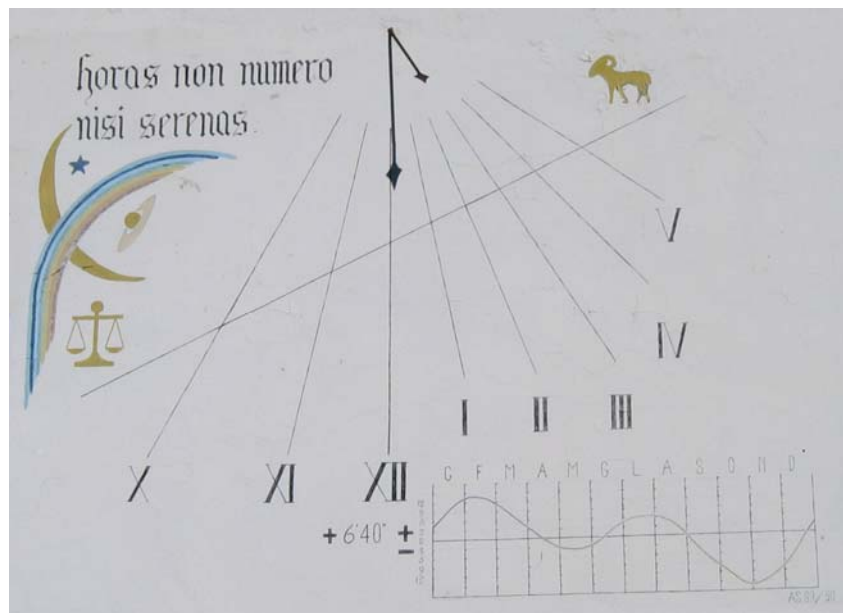 horas non numero
nisi serenas.
V
IV
I II III
X XI XII
G F M A M G L A S O N D
+ 6'40" ±